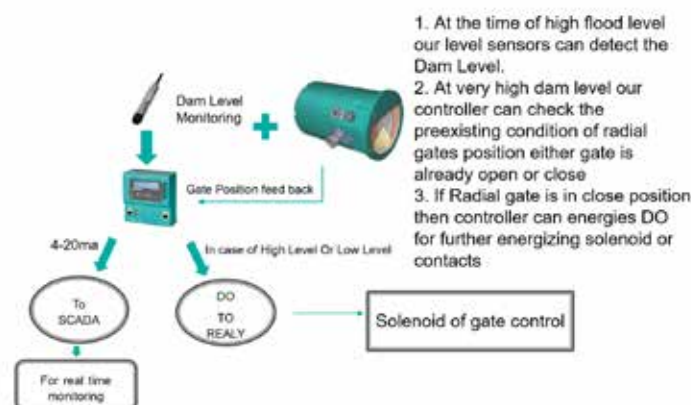 Dam Level
Monitoring
Gate Position feed back
4-20ma
In case of High Level Or Low Level
To
SCADA
DO
TO
REALY
Solenoid of gate control
For real time
monitoring
1. At the time of high flood level
our level sensors can detect the
Dam Level.
2. At very high dam level our
controller can check the
preexisting condition of radial
gates position either gate is
already open or close
3. If Radial gate is in close position
then controller can energies DO
for further energizing solenoid or
contacts